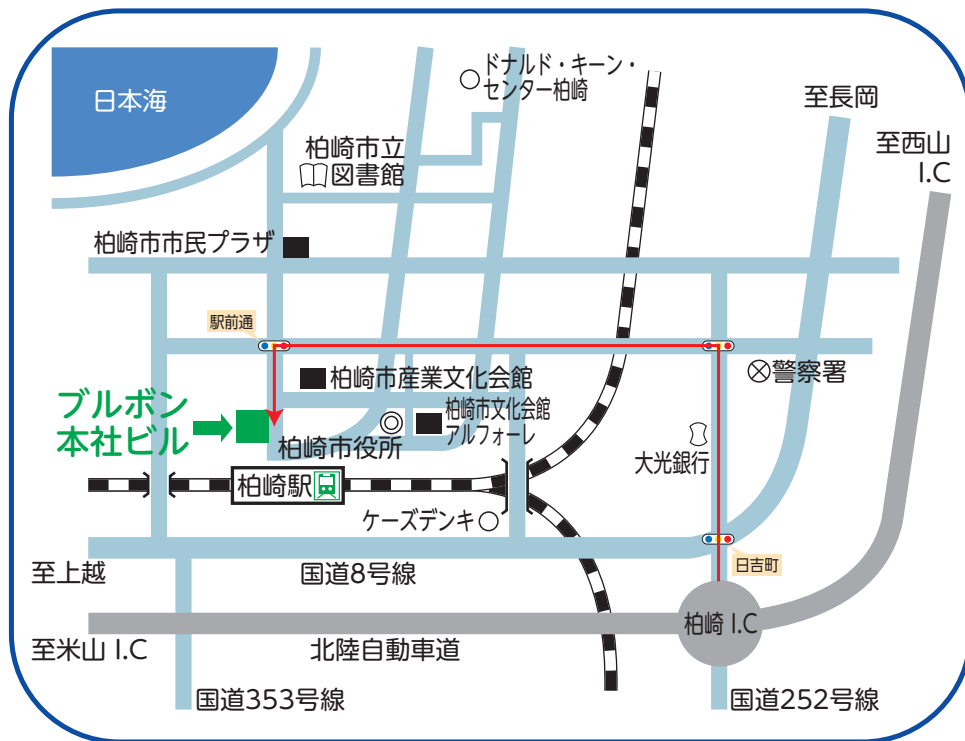 日本海
ドナルド・キーン・
センター柏崎
至長岡
至西山
I.C
柏崎市立
図書館
柏崎市市民プラザ
駅前通
柏崎市産業文化会館
警察署
ブルボン
本社ビル
柏崎市文化会館
アルフォーレ
柏崎市役所
大光銀行
柏崎駅
ケーズデンキ
日吉町
至上越
国道8号線
柏崎 I.C
至米山 I.C
北陸自動車道
国道353号線
国道252号線